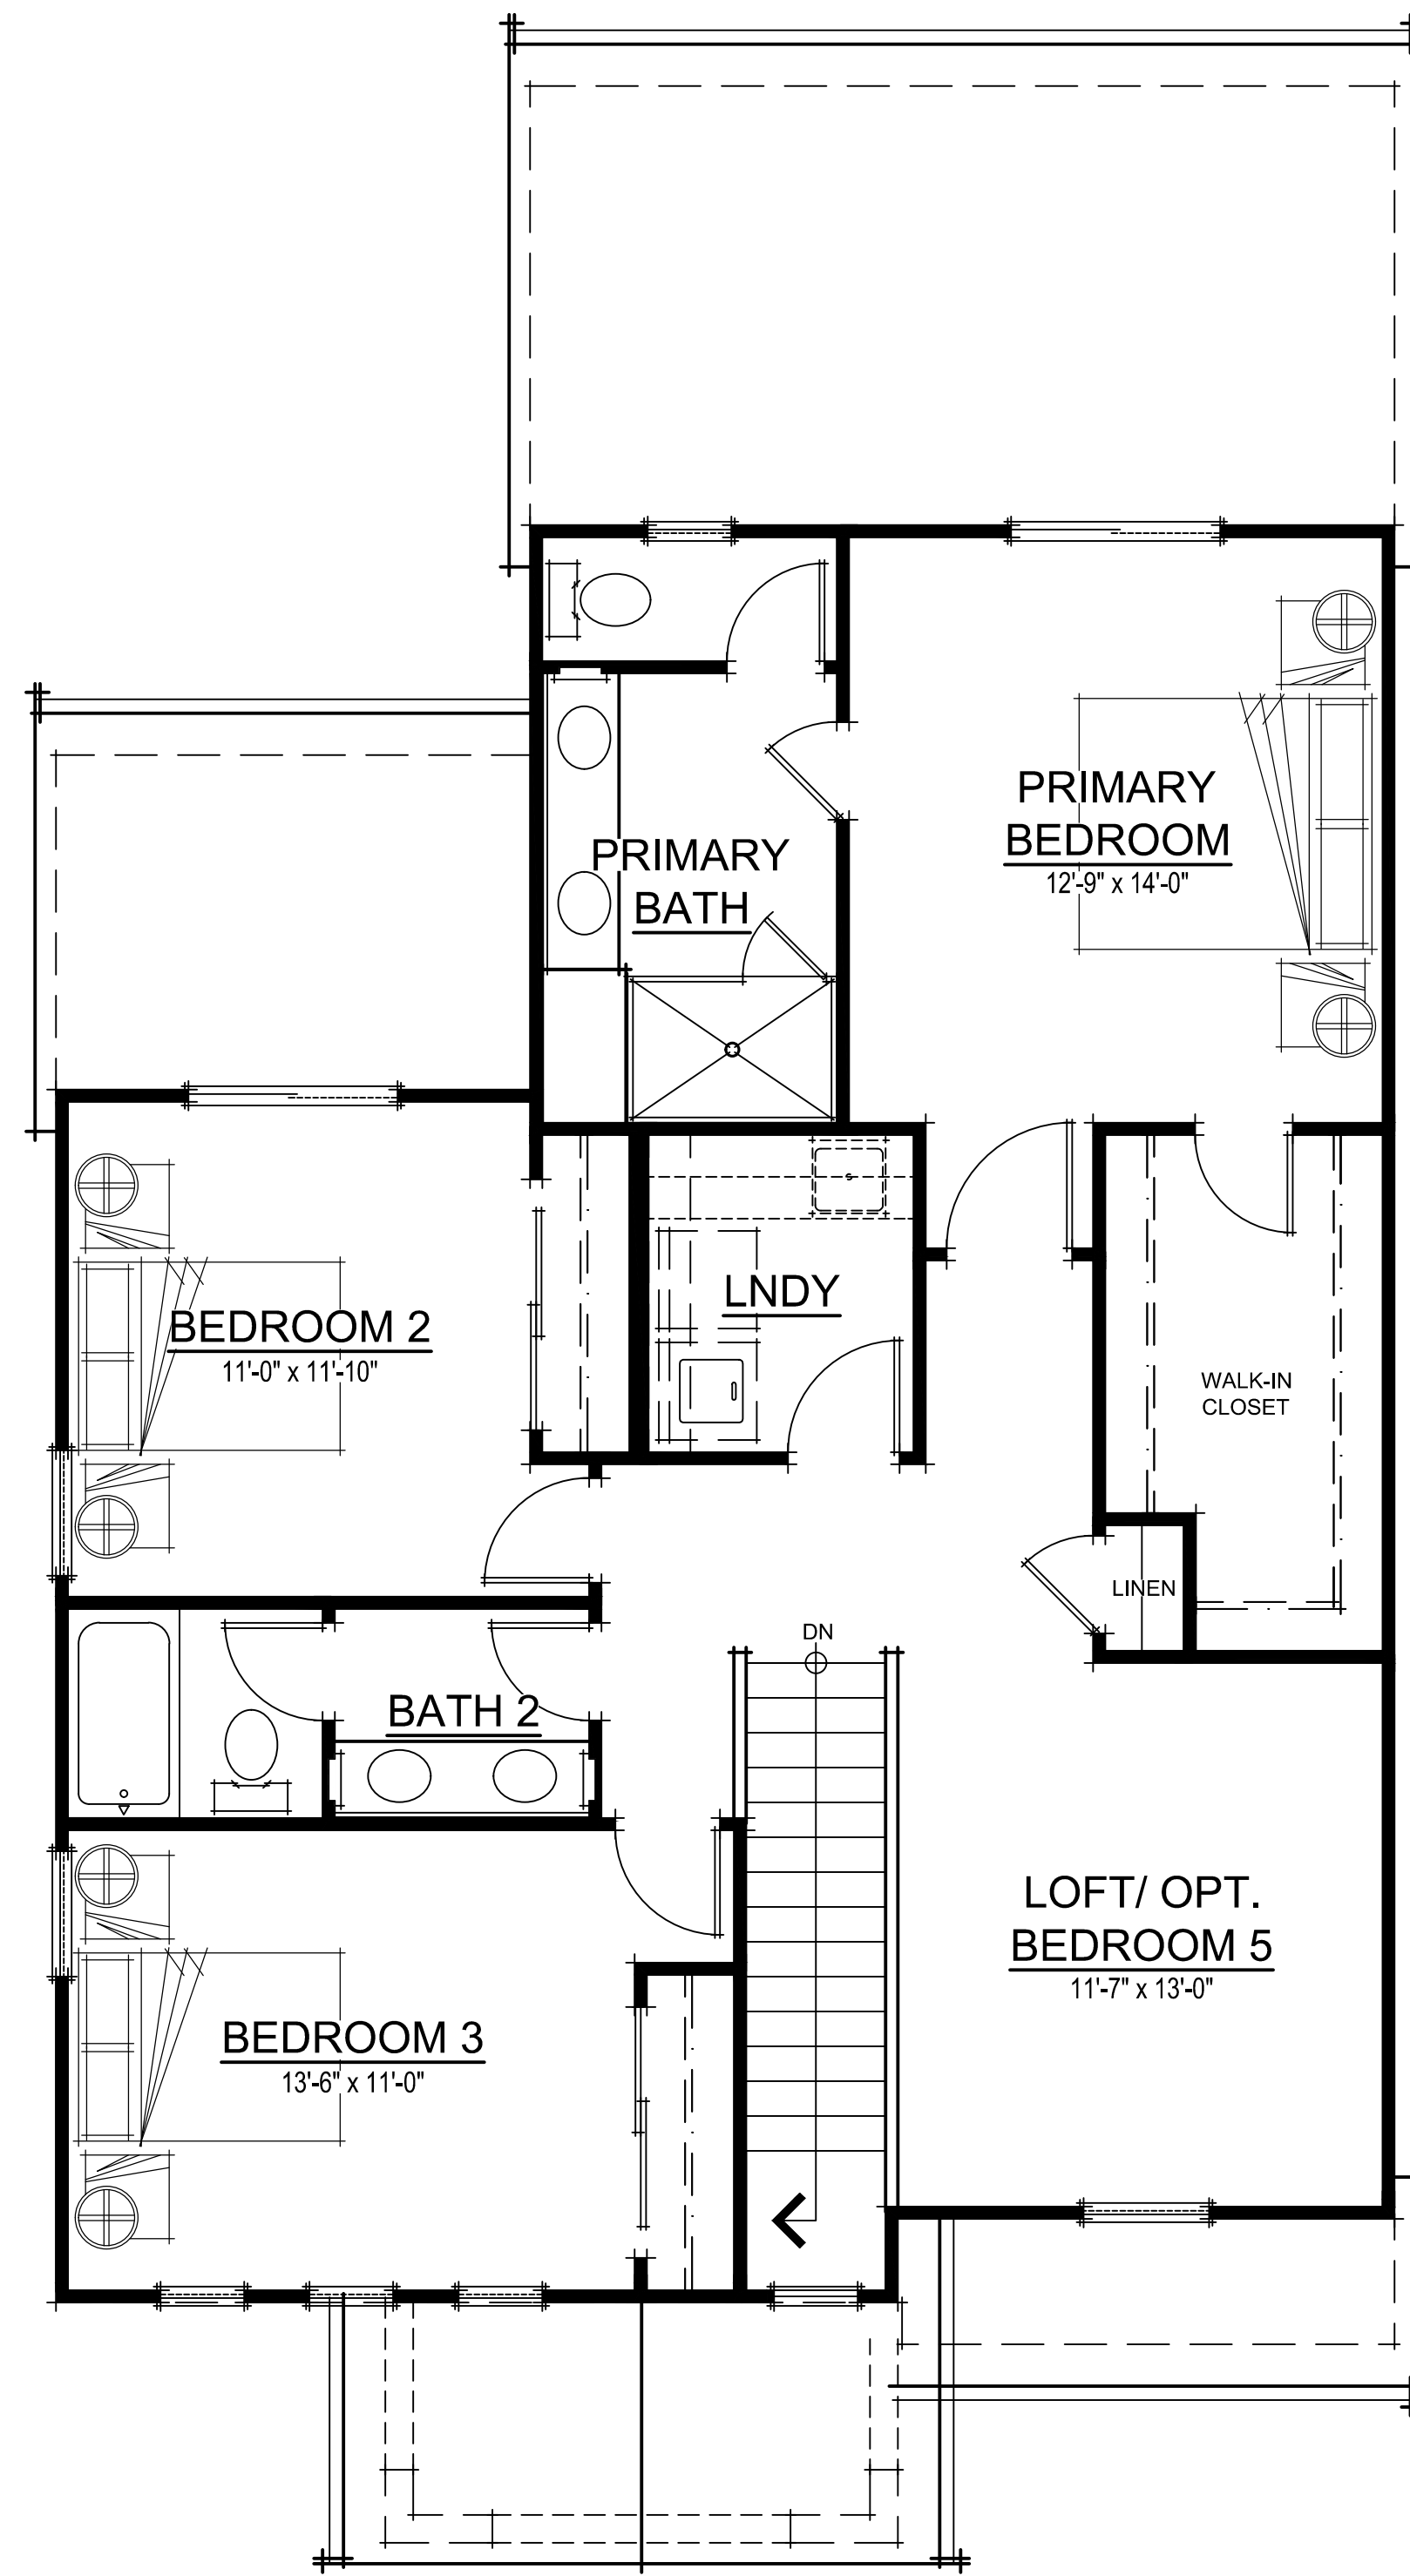 PRIMARY
BEDROOM
12'-9" x 14'-0"
PRIMARY
BATH
LNDY
BEDROOM 2
11'-0" x 11'-10"
WALK-IN
CLOSET
LINEN
DN
BATH 2
LOFT/ OPT.
BEDROOM 5
11'-7" x 13'-0"
BEDROOM 3
13'-6" x 11'-0"